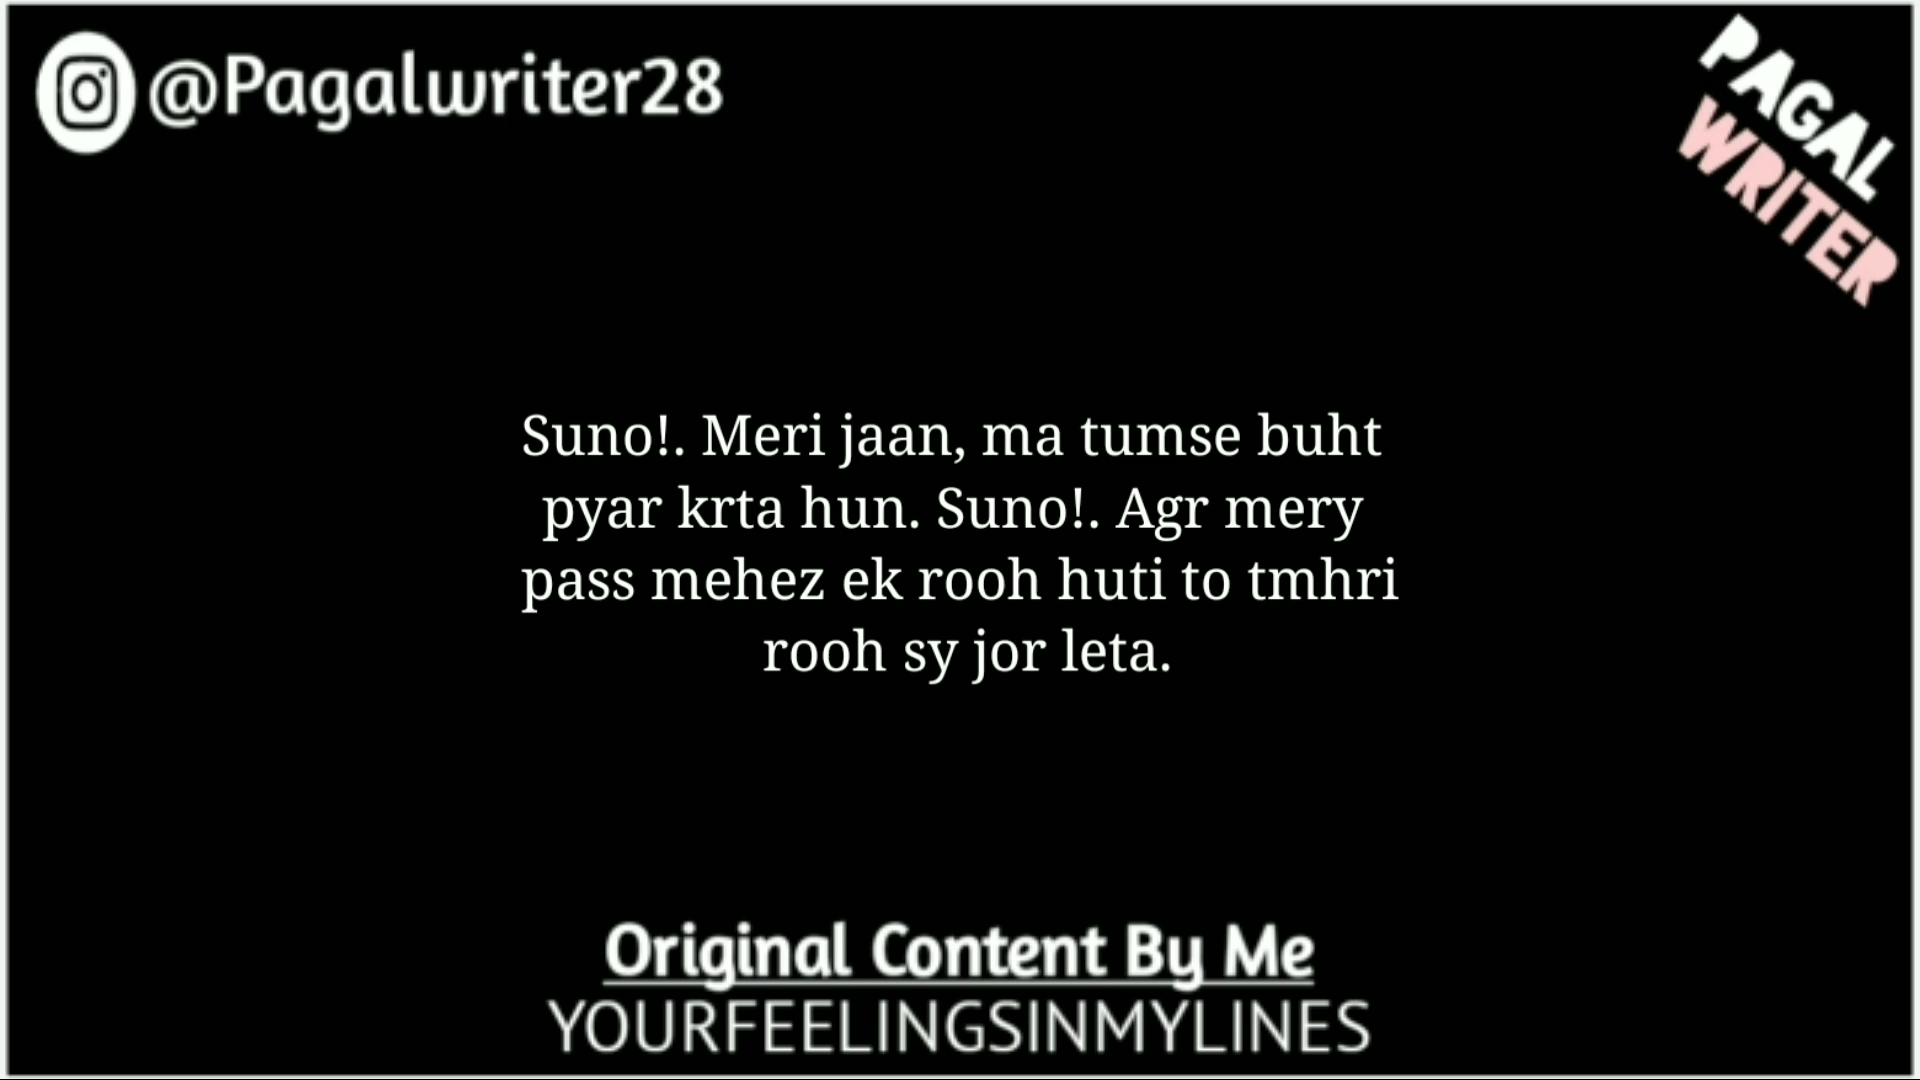 @Pagalwriter28
PAGAL
WRITER
Suno!. Meri jaan, ma tumse buht
pyar krta hun. Suno!. Agr mery
pass mehez ek rooh huti to tmhri
rooh sy jor leta.
Original Content By Me
YOURFEELINGSINMYLINES